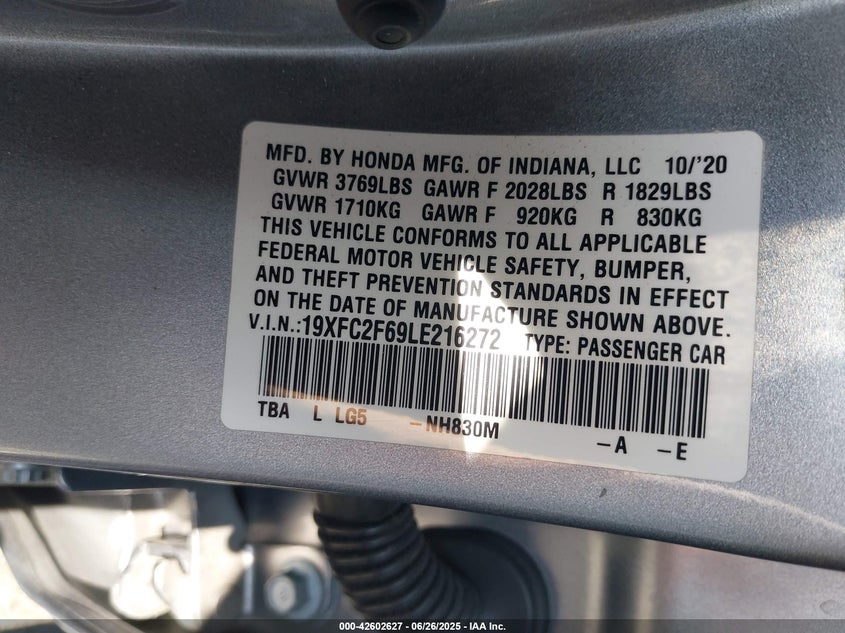 MFD. BY HONDA MFG. OF INDIANA, LLC 10/'20
GVWR 3769LBS GAWR F 2028LBS R 1829LBS
GVWR 1710KG GAWR F 920KG R 830KG
THIS VEHICLE CONFORMS TO ALL APPLICABLE
FEDERAL MOTOR VEHICLE SAFETY, BUMPER,
AND THEFT PREVENTION STANDARDS IN EFFECT
ON THE DATE OF MANUFACTURE SHOWN ABOVE.
V.I.N.:19XFC2F69LE216272 TYPE: PASSENGER CAR
TBA L LG5 -NH830M -A -E
000-42602627 - 06/26/2025 - IAA Inc.